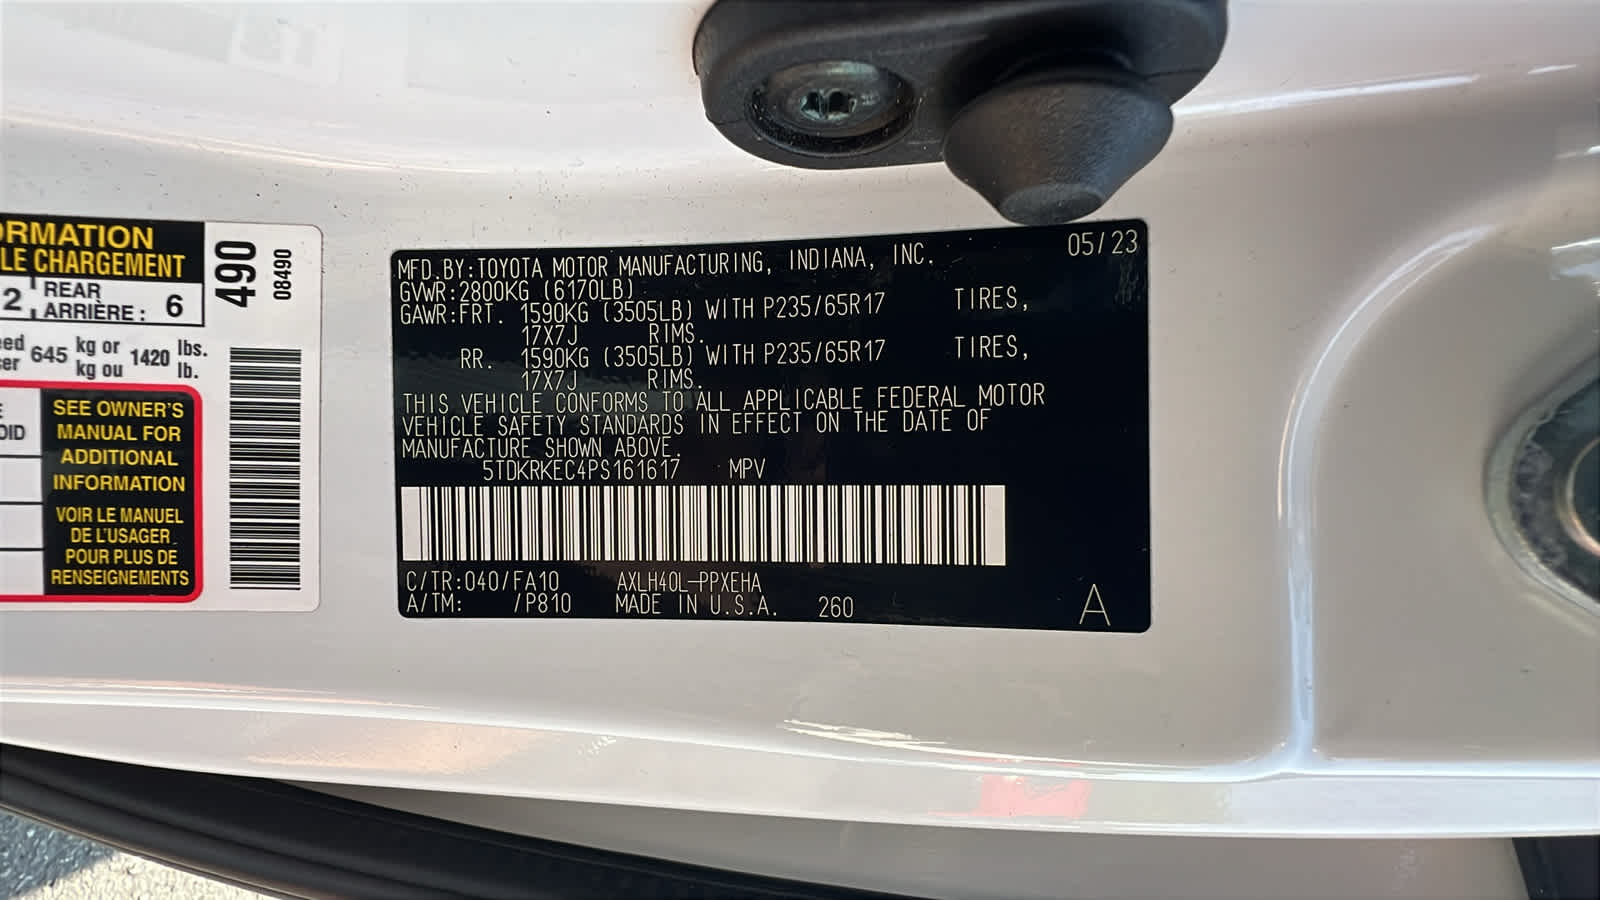 ORMATION
LE CHARGEMENT
2 REAR
ARRIÈRE : 6
645 kg or 1420 lbs.
kg ou lb.
SEE OWNER'S
MANUAL FOR
ADDITIONAL
INFORMATION
VOIR LE MANUEL
DE L'USAGER
POUR PLUS DE
RENSEIGNEMENTS
490
08490
05/23
MFD.BY:TOYOTA MOTOR MANUFACTURING, INDIANA, INC.
GVWR:2800KG (6170LB)
GAWR:FRT. 1590KG (3505LB) WITH P235/65R17 TIRES,
17X7J RIMS.
RR. 1590KG (3505LB) WITH P235/65R17 TIRES,
17X7J RIMS.
THIS VEHICLE CONFORMS TO ALL APPLICABLE FEDERAL MOTOR
VEHICLE SAFETY STANDARDS IN EFFECT ON THE DATE OF
MANUFACTURE SHOWN ABOVE.
5TDKRKEC4PS161617 MPV
C/TR:040/FA10 AXLH40L-PPXEHA
A/TM: /P810 MADE IN U.S.A. 260
A